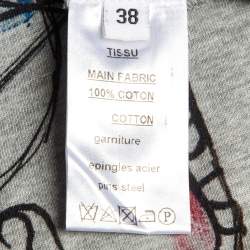 38
TISSU
MAIN FABRIC
100% COTON
COTTON
garniture
epingles acier
pins steel
P